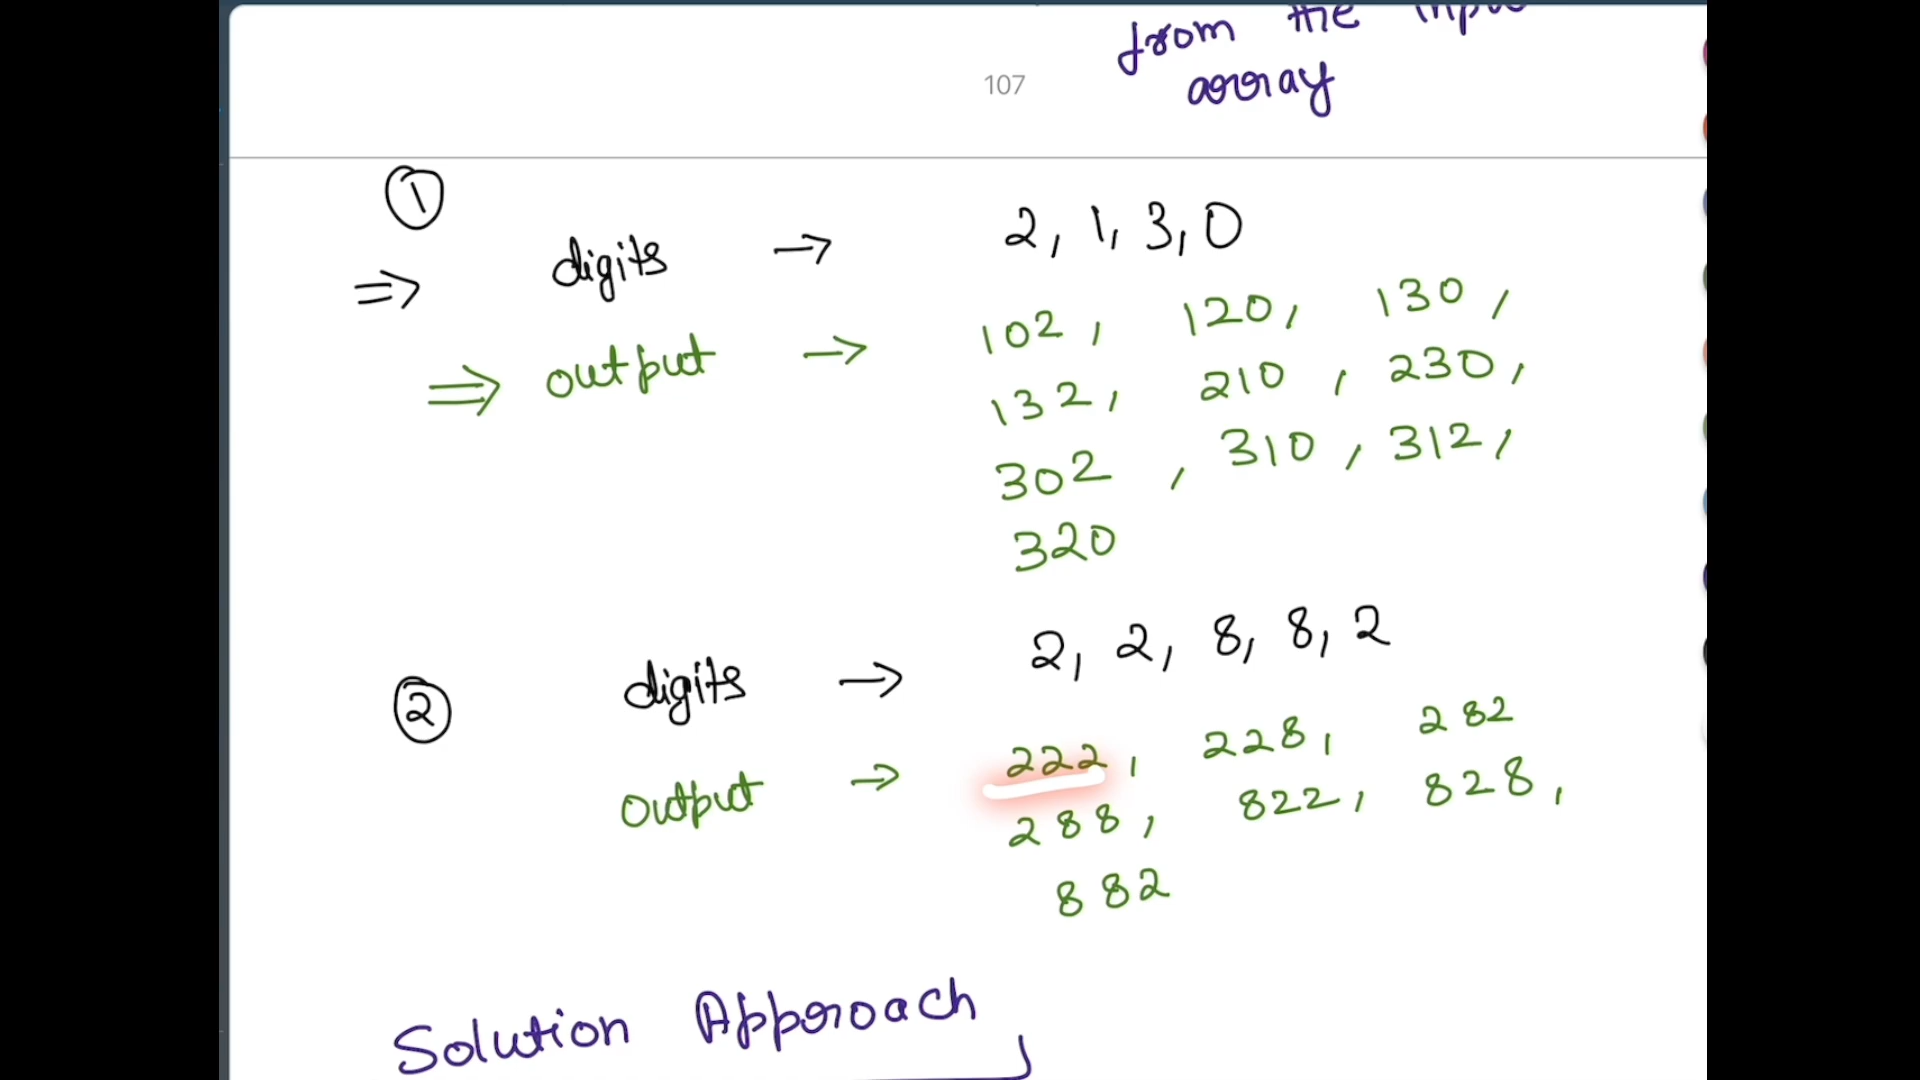 from the input
107
array
①
digits → 2, 1, 3, 0
⇒
⇒ output → 102, 120, 130,
132, 210, 230,
302, 310, 312,
320
② digits → 2, 2, 8, 8, 2
output → 222, 228, 282
288, 822, 828,
882
Solution Approach